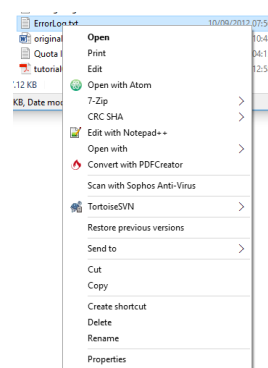 ErrorLog.txt 10/09/2012 07:5
original 10:4
Quota 04:1
tutorial 12:5
.12 KB
KB, Date mod
Open
Print
Edit
Open with Atom
7-Zip
CRC SHA
Edit with Notepad++
Open with
Convert with PDFCreator
Scan with Sophos Anti-Virus
TortoiseSVN
Restore previous versions
Send to
Cut
Copy
Create shortcut
Delete
Rename
Properties